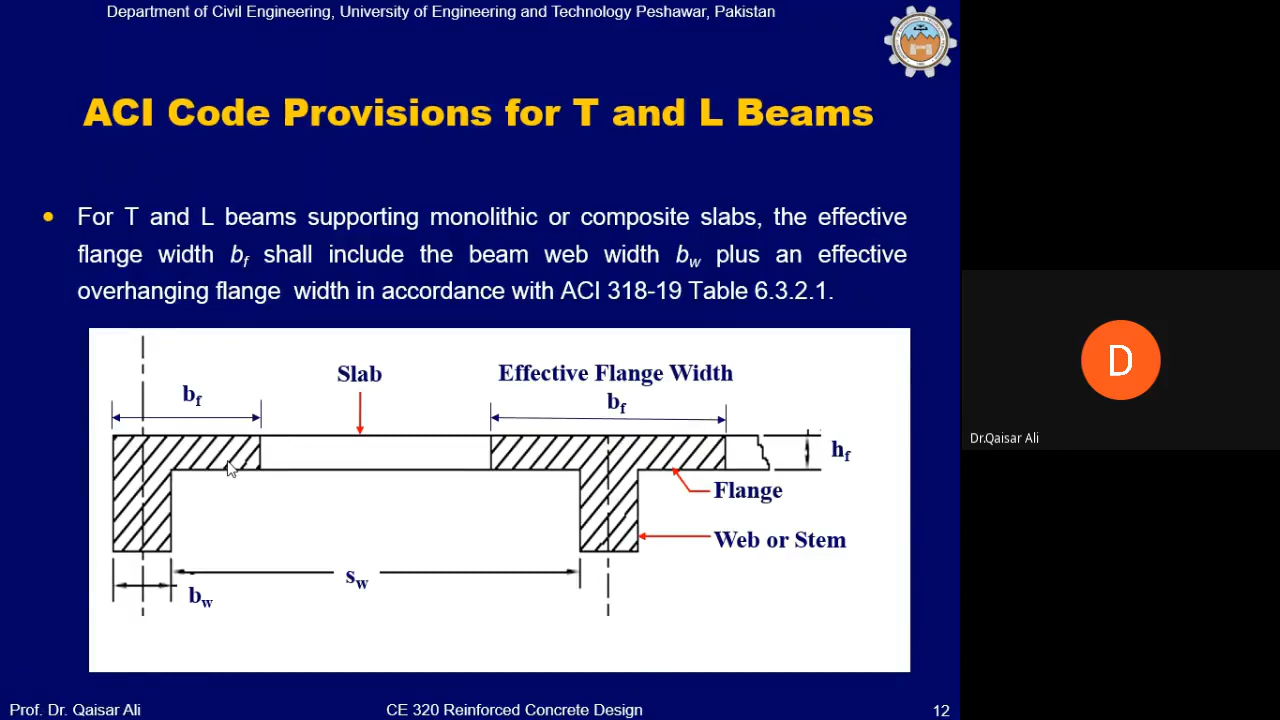 Department of Civil Engineering, University of Engineering and Technology Peshawar, Pakistan
ACI Code Provisions for T and L Beams
• For T and L beams supporting monolithic or composite slabs, the effective
flange width bf shall include the beam web width bw plus an effective
overhanging flange width in accordance with ACI 318-19 Table 6.3.2.1.
Slab
Effective Flange Width
bf
bf
hf
Flange
Web or Stem
sw
bw
D
Dr.Qaisar Ali
Prof. Dr. Qaisar Ali
CE 320 Reinforced Concrete Design
12